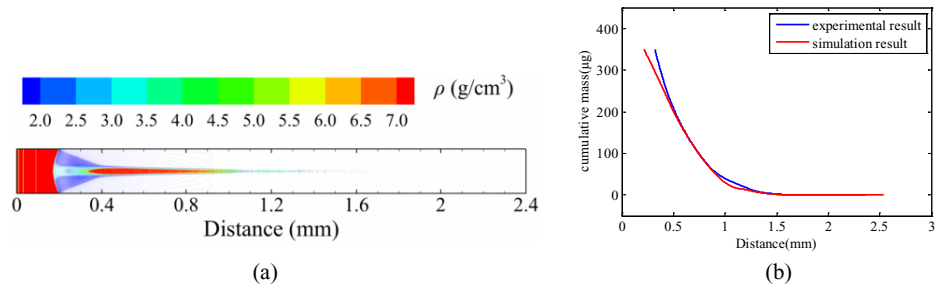 ρ (g/cm³)
2.0 2.5 3.0 3.5 4.0 4.5 5.0 5.5 6.0 6.5 7.0
0 0.4 0.8 1.2 1.6 2 2.4
Distance (mm)
(a)
experimental result
simulation result
cumulative mass(μg)
400
300
200
100
0
0 0.5 1 1.5 2 2.5 3
Distance(mm)
(b)